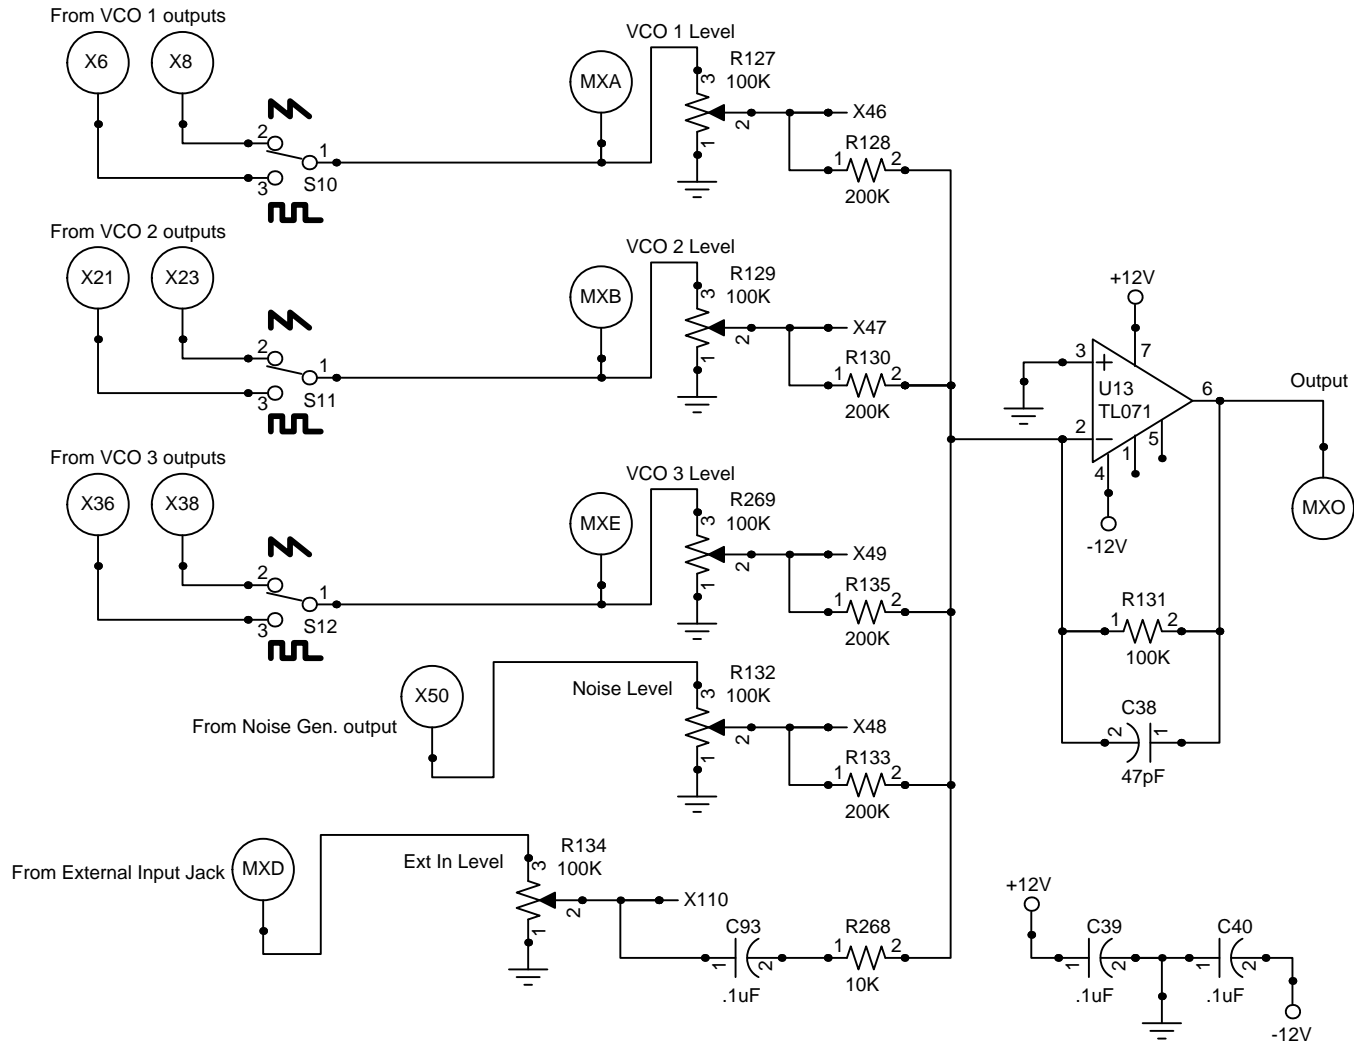 From VCO 1 outputs
X6
X8
2
3
1
S10
MXA
VCO 1 Level
R127
100K
3
2
1
X46
R128
1
2
200K
From VCO 2 outputs
X21
X23
2
3
1
S11
MXB
VCO 2 Level
R129
100K
3
2
1
X47
R130
1
2
200K
From VCO 3 outputs
X36
X38
2
3
1
S12
MXE
VCO 3 Level
R269
100K
3
2
1
X49
R135
1
2
200K
X50
From Noise Gen. output
Noise Level
R132
100K
3
2
1
X48
R133
1
2
200K
MXD
From External Input Jack
Ext In Level
R134
100K
3
2
1
X110
C93
1
2
.1uF
R268
1
2
10K
+12V
7
3
+
U13
TL071
2
−
4
1
5
6
-12V
Output
MXO
R131
1
2
100K
C38
2
1
47pF
+12V
C39
1
2
.1uF
C40
1
2
.1uF
-12V